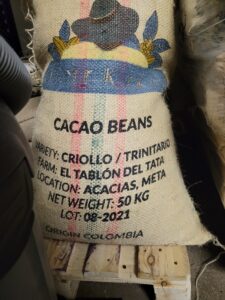 CACAO BEANS
VARIETY: CRIOLLO / TRINITARIO
FARM: EL TABLÓN DEL TATA
LOCATION: ACACIAS, META
NET WEIGHT: 50 KG
LOT: 08-2021
ORIGIN COLOMBIA